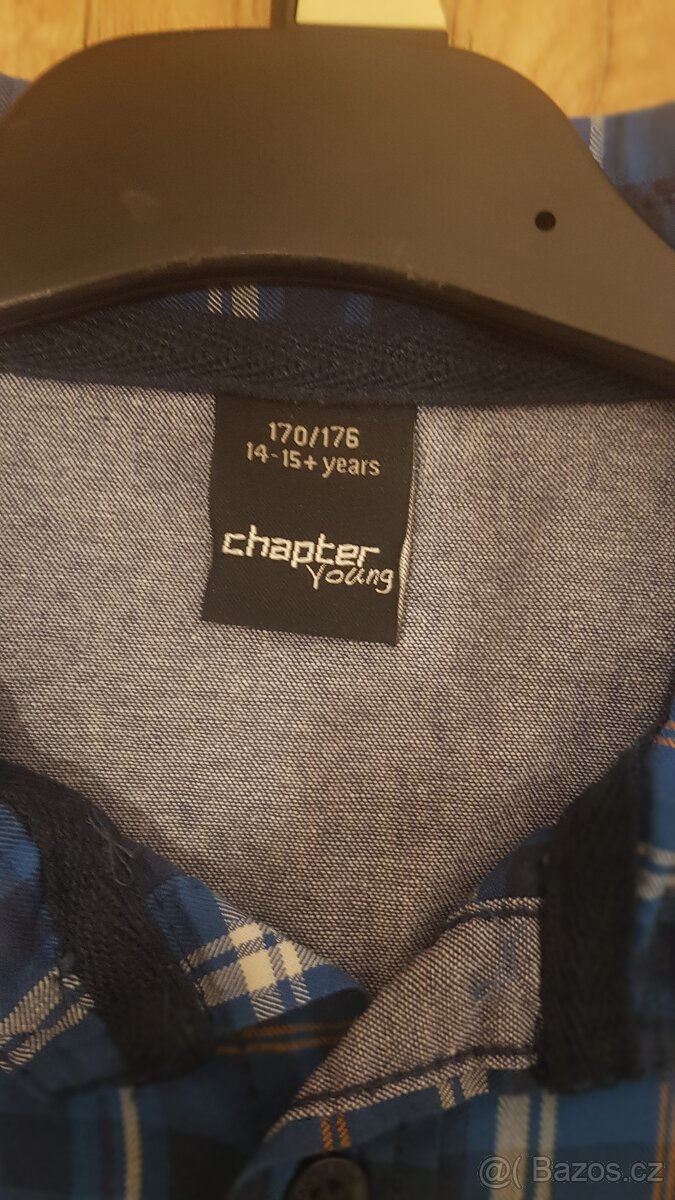 170/176
14-15+ years
chapter
young
@( Bazos.cz